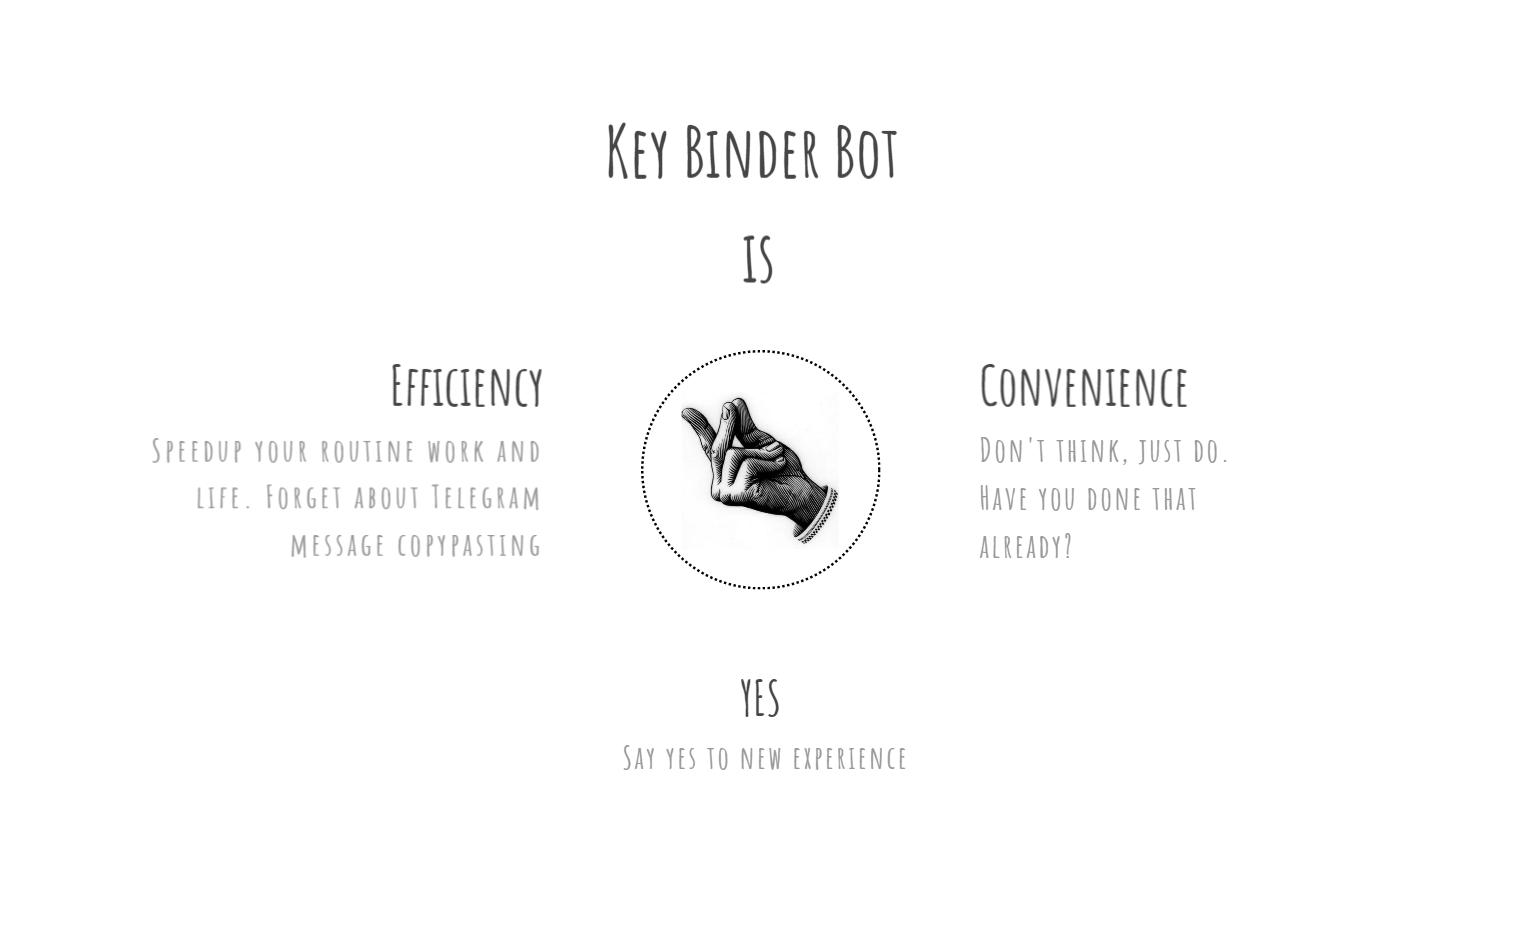 Key Binder Bot
is
Efficiency
Speedup your routine work and
life. Forget about Telegram
message copypasting
Convenience
Don't think, just do.
Have you done that
already?
yes
Say yes to new experience